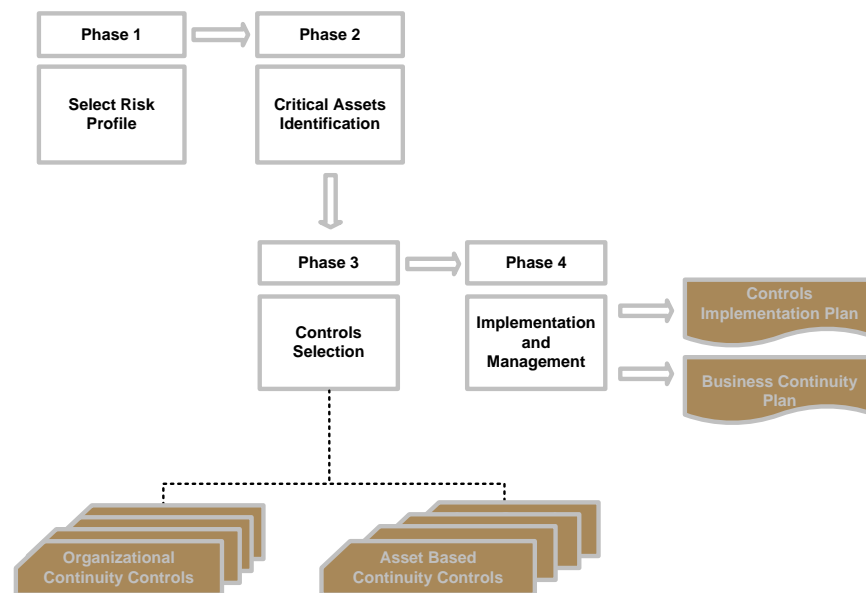 Phase 1
Phase 2
Select Risk
Profile
Critical Assets
Identification
Phase 3
Phase 4
Controls
Selection
Implementation
and
Management
Controls
Implementation Plan
Business Continuity
Plan
Organizational
Continuity Controls
Asset Based
Continuity Controls